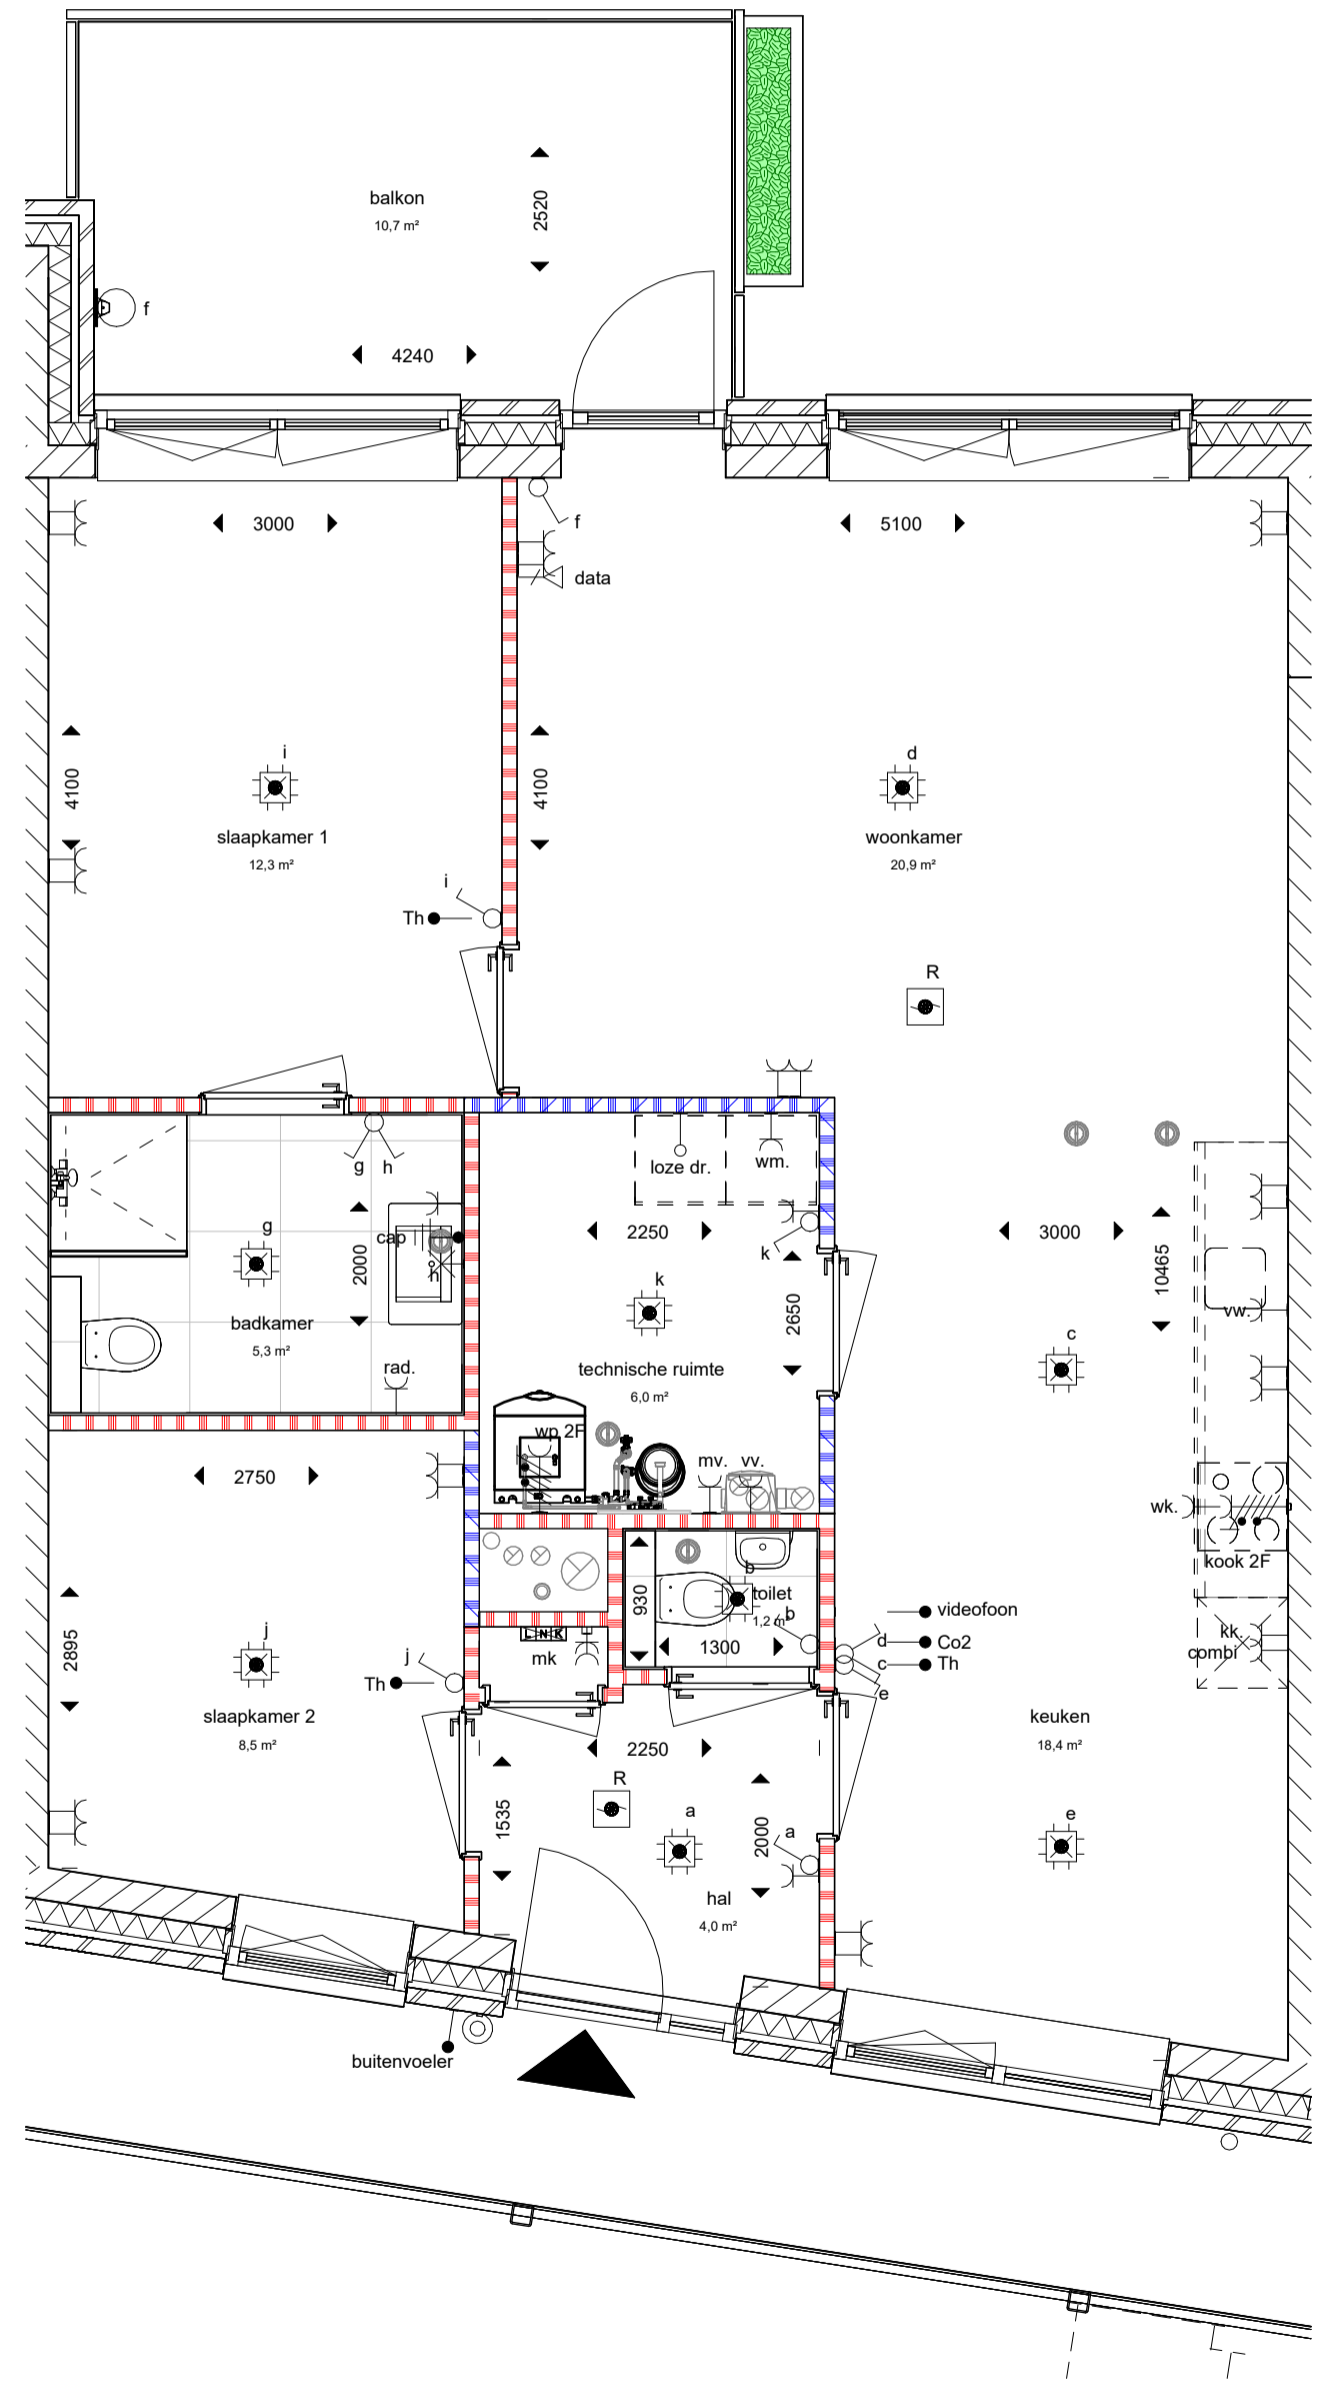 balkon
10,7 m²
2520
f
4240
3000
f
data
5100
4100
i
slaapkamer 1
12,3 m²
4100
d
woonkamer
20,9 m²
i
Th
R
g
h
loze dr.
wm.
g
cap
h
2000
badkamer
5,3 m²
rad.
2250
k
k
2650
technische ruimte
6,0 m²
3000
10465
vw.
c
wp 2F
mv.
vv.
2750
wk.
kook 2F
930
b
toilet
1,2 m²
b
1300
videofoon
d
Co2
c
Th
e
kk.
combi
L N K
mk
2895
j
j
Th
slaapkamer 2
8,5 m²
keuken
18,4 m²
2250
R
1535
a
2000
a
e
hal
4,0 m²
buitenvoeler